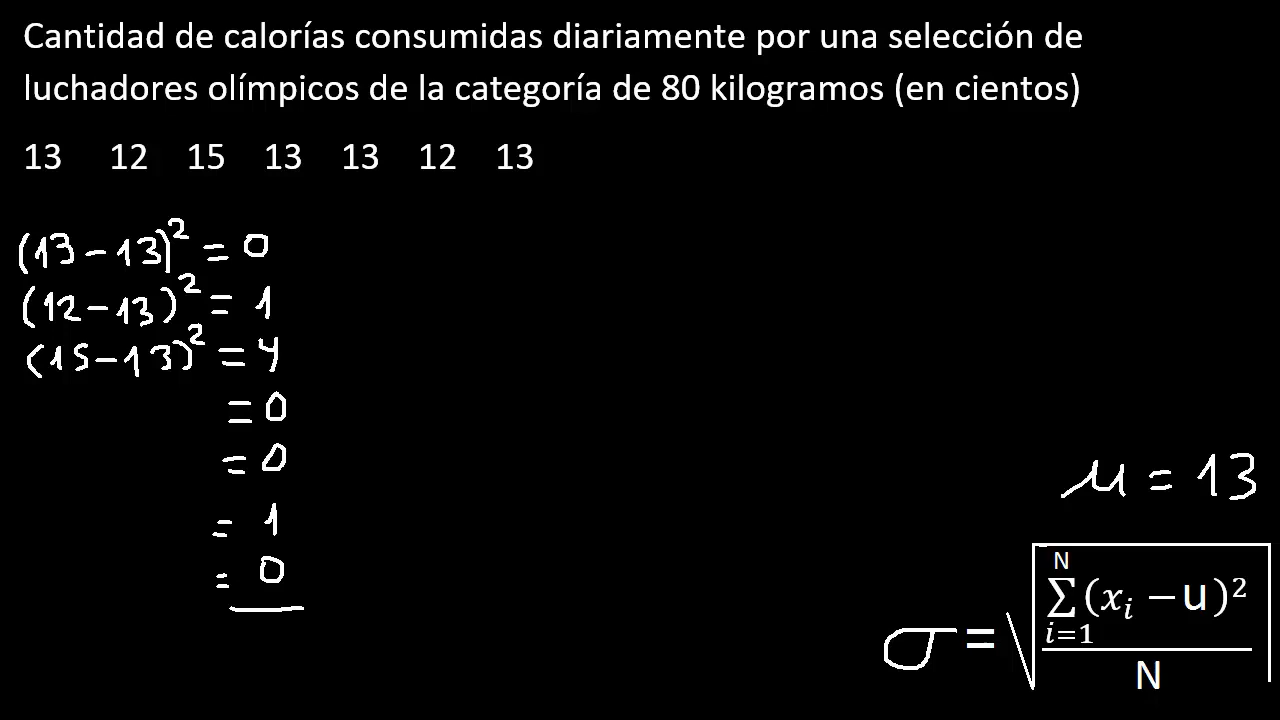 Cantidad de calorías consumidas diariamente por una selección de
luchadores olímpicos de la categoría de 80 kilogramos (en cientos)
13 12 15 13 13 12 13
(13-13)² = 0
(12-13)² = 1
(15-13)² = 4
= 0
= 0
= 1
= 0
μ = 13
σ = √(∑_{i=1}^{N}(xᵢ - u)² / N)